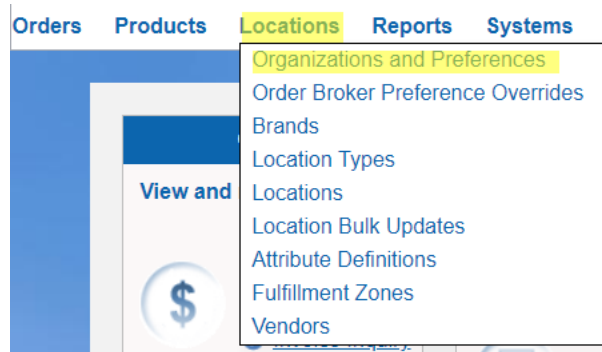 Orders Products Locations Reports Systems
Organizations and Preferences
Order Broker Preference Overrides
Brands
Location Types
View and
Locations
Location Bulk Updates
Attribute Definitions
Fulfillment Zones
Vendors
$